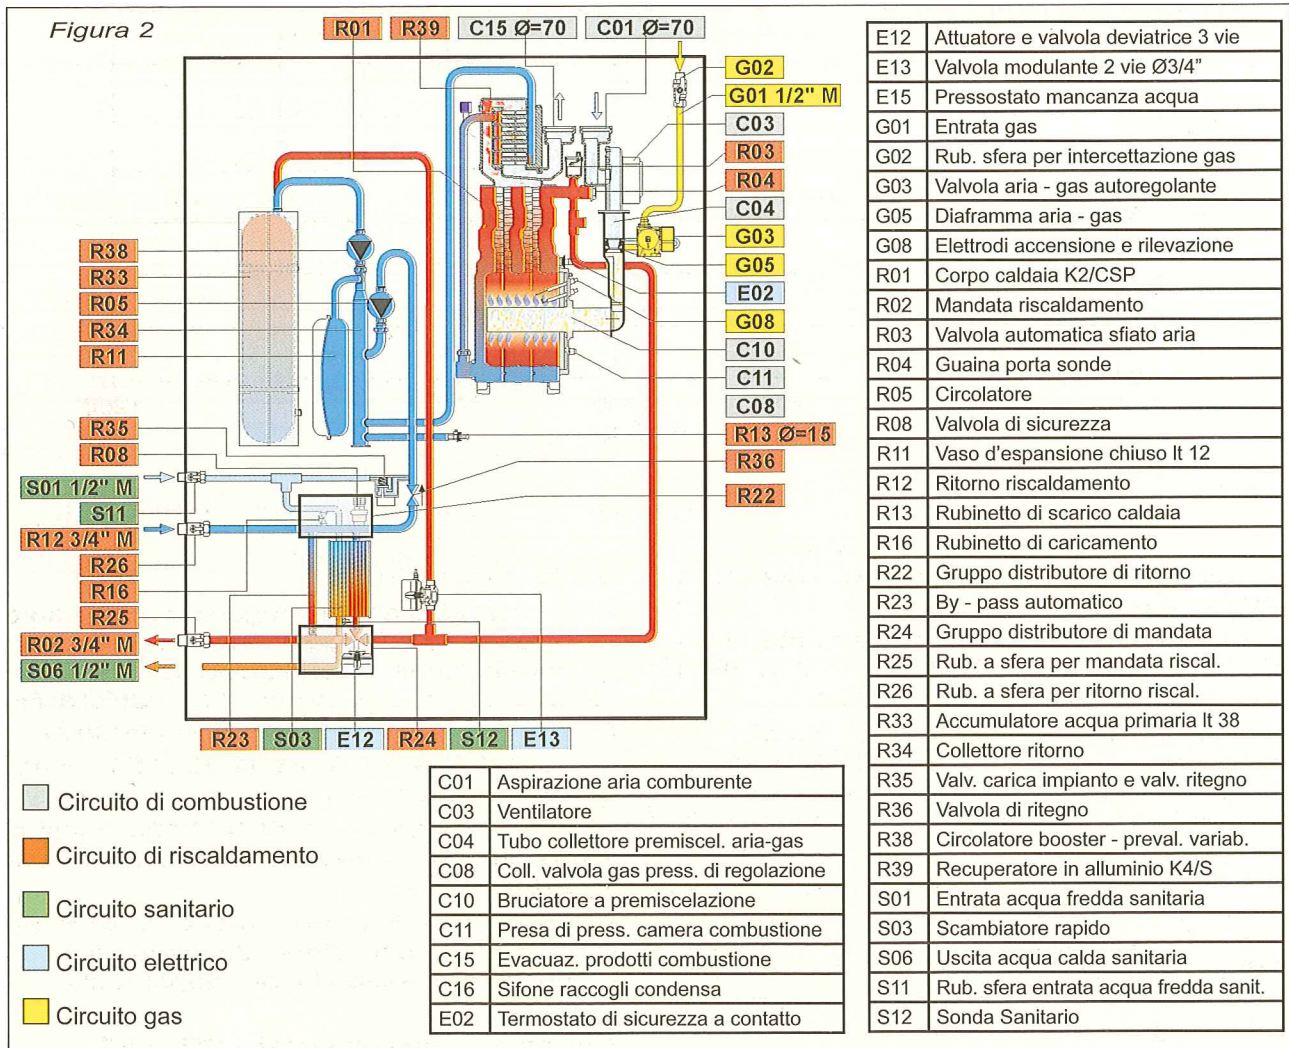 Figura 2
R01
R39
C15 Ø=70
C01 Ø=70
G02
G01 1/2" M
C03
R03
R04
C04
G03
G05
E02
G08
C10
C11
C08
R13 Ø=15
R36
R22
R38
R33
R05
R34
R11
R35
R08
S01 1/2" M
S11
R12 3/4" M
R26
R16
R25
R02 3/4" M
S06 1/2" M
R23
S03
E12
R24
S12
E13
Circuito di combustione
Circuito di riscaldamento
Circuito sanitario
Circuito elettrico
Circuito gas
C01 Aspirazione aria comburente
C03 Ventilatore
C04 Tubo collettore premiscel. aria-gas
C08 Coll. valvola gas press. di regolazione
C10 Bruciatore a premiscelazione
C11 Presa di press. camera combustione
C15 Evacuaz. prodotti combustione
C16 Sifone raccogli condensa
E02 Termostato di sicurezza a contatto
E12 Attuatore e valvola deviatrice 3 vie
E13 Valvola modulante 2 vie Ø3/4”
E15 Pressostato mancanza acqua
G01 Entrata gas
G02 Rub. sfera per intercettazione gas
G03 Valvola aria - gas autoregolante
G05 Diaframma aria - gas
G08 Elettrodi accensione e rilevazione
R01 Corpo caldaia K2/CSP
R02 Mandata riscaldamento
R03 Valvola automatica sfiato aria
R04 Guaina porta sonde
R05 Circolatore
R08 Valvola di sicurezza
R11 Vaso d’espansione chiuso lt 12
R12 Ritorno riscaldamento
R13 Rubinetto di scarico caldaia
R16 Rubinetto di caricamento
R22 Gruppo distributore di ritorno
R23 By - pass automatico
R24 Gruppo distributore di mandata
R25 Rub. a sfera per mandata riscal.
R26 Rub. a sfera per ritorno riscal.
R33 Accumulatore acqua primaria lt 38
R34 Collettore ritorno
R35 Valv. carica impianto e valv. ritegno
R36 Valvola di ritegno
R38 Circolatore booster - preval. variab.
R39 Recuperatore in alluminio K4/S
S01 Entrata acqua fredda sanitaria
S03 Scambiatore rapido
S06 Uscita acqua calda sanitaria
S11 Rub. sfera entrata acqua fredda sanit.
S12 Sonda Sanitario